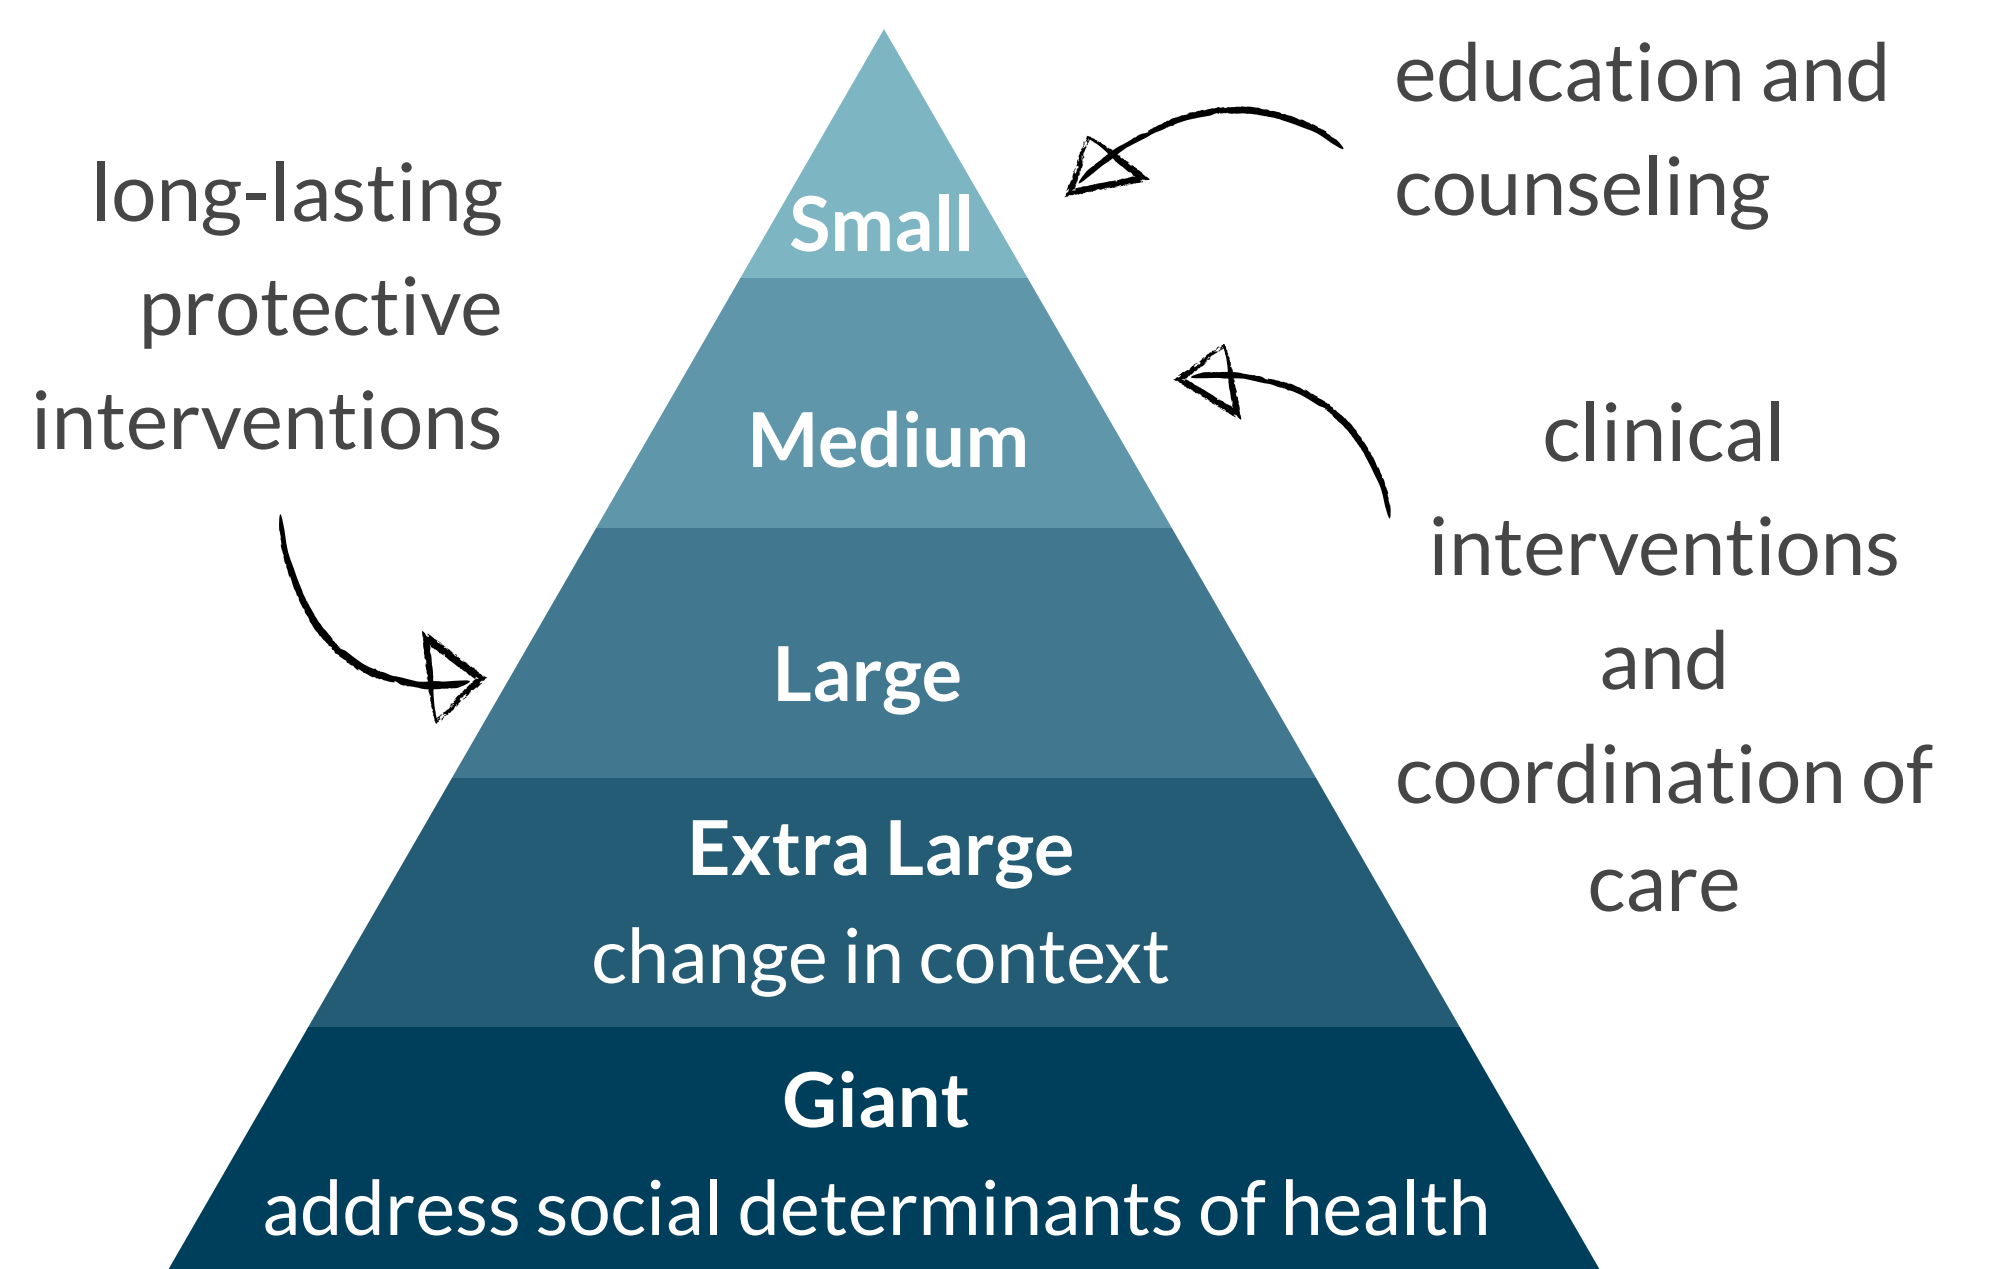 education and
counseling
long-lasting
protective
interventions
Small
Medium
clinical
interventions
and
coordination of
care
Large
Extra Large
change in context
Giant
address social determinants of health